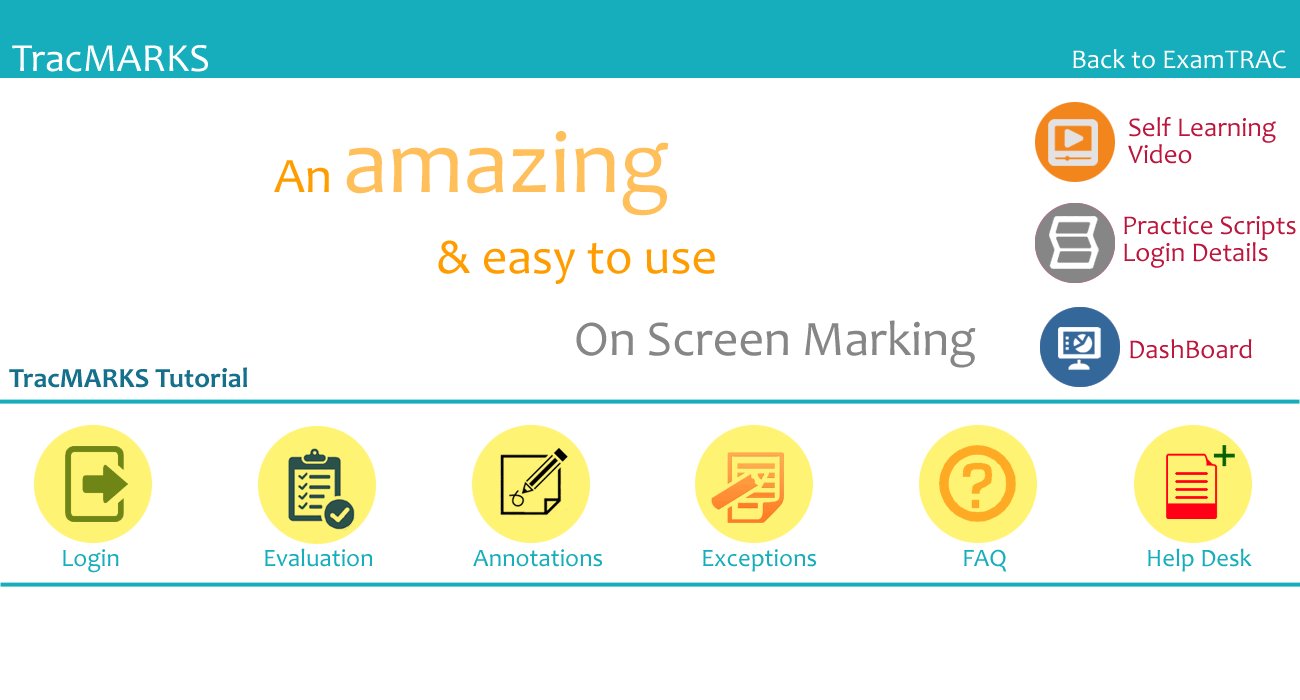 TracMARKS
Back to ExamTRAC
An amazing
& easy to use
On Screen Marking
Self Learning
Video
Practice Scripts
Login Details
DashBoard
TracMARKS Tutorial
Login
Evaluation
Annotations
Exceptions
FAQ
Help Desk